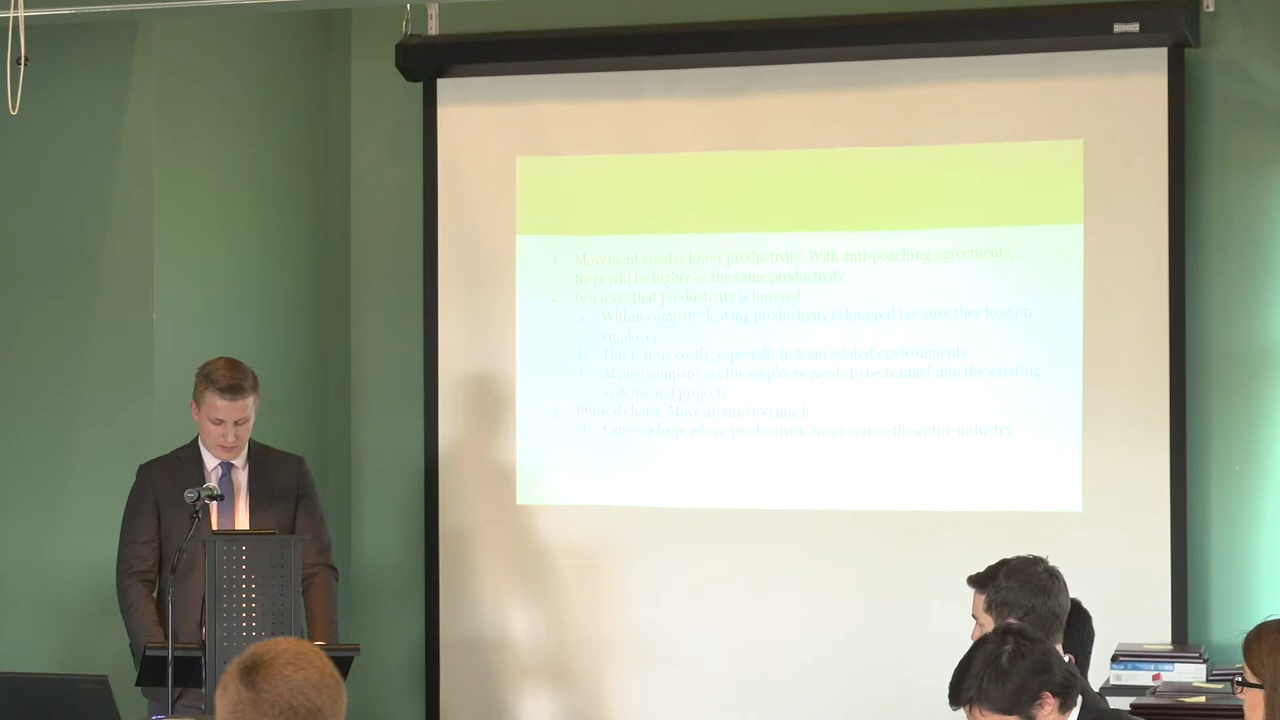 1. Movement creates lower productivity. With anti-poaching agreements,
there will be higher or the same productivity
2. two ways that productivity is lowered
a. Within company leaving productivity is lowered because they lose an
employee
b. This is time costly, especially in team related environments
c. At new company, as the employee needs to be trained into the existing
systems and projects
3. musical chairs. Move around too much
a. Causes a loop, where productivity drops across the entire industry